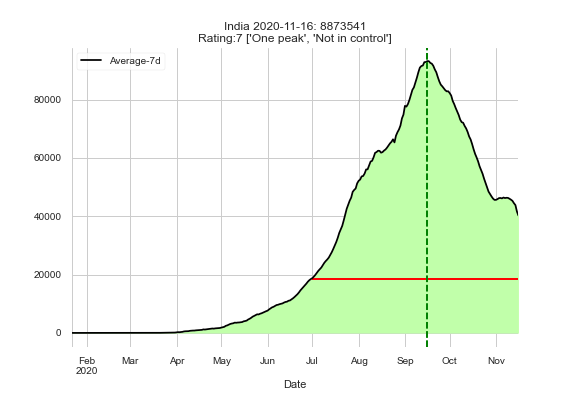 India 2020-11-16: 8873541
Rating:7 ['One peak', 'Not in control']
Average-7d
80000
60000
40000
20000
0
Feb Mar Apr May Jun Jul Aug Sep Oct Nov
2020
Date